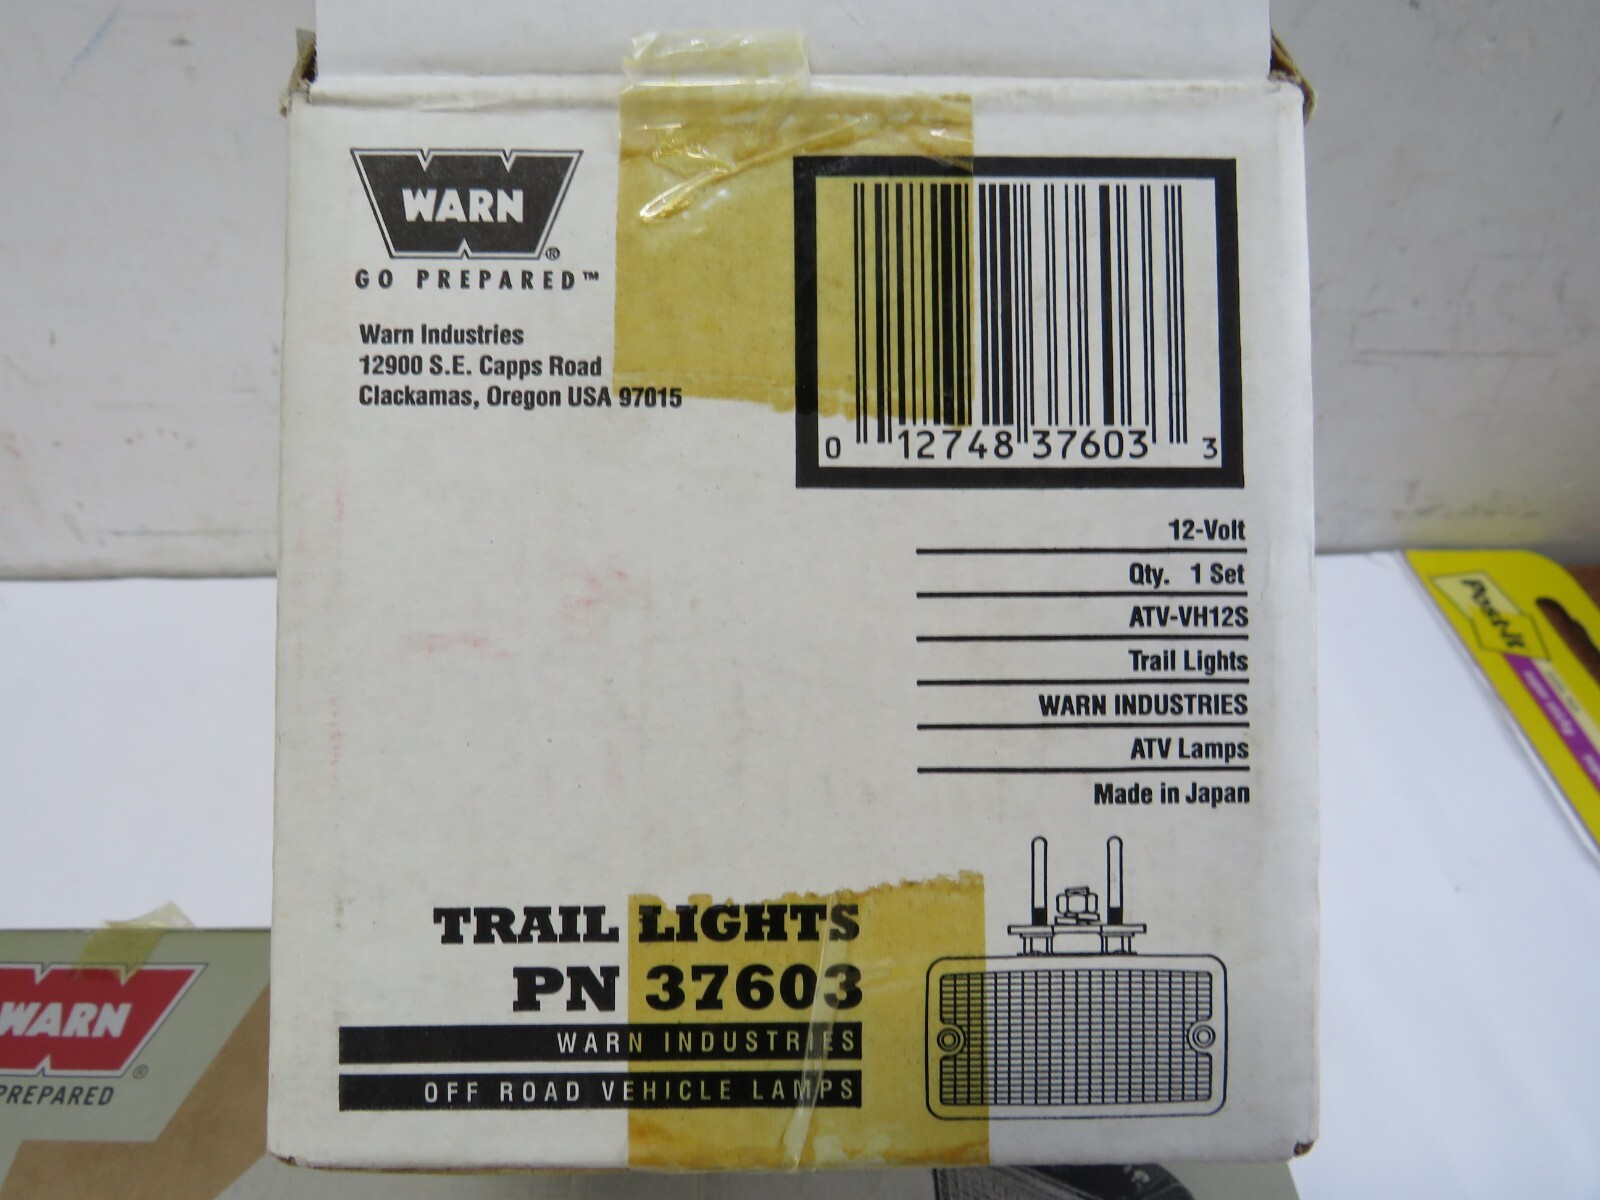 WARN®
GO PREPARED™
Warn Industries
12900 S.E. Capps Road
Clackamas, Oregon USA 97015
0 12748 37603 3
12-Volt
Qty. 1 Set
ATV-VH12S
Trail Lights
WARN INDUSTRIES
ATV Lamps
Made in Japan
TRAIL LIGHTS
PN 37603
WARN INDUSTRIES
OFF ROAD VEHICLE LAMPS
WARN®
PREPARED
Post-it